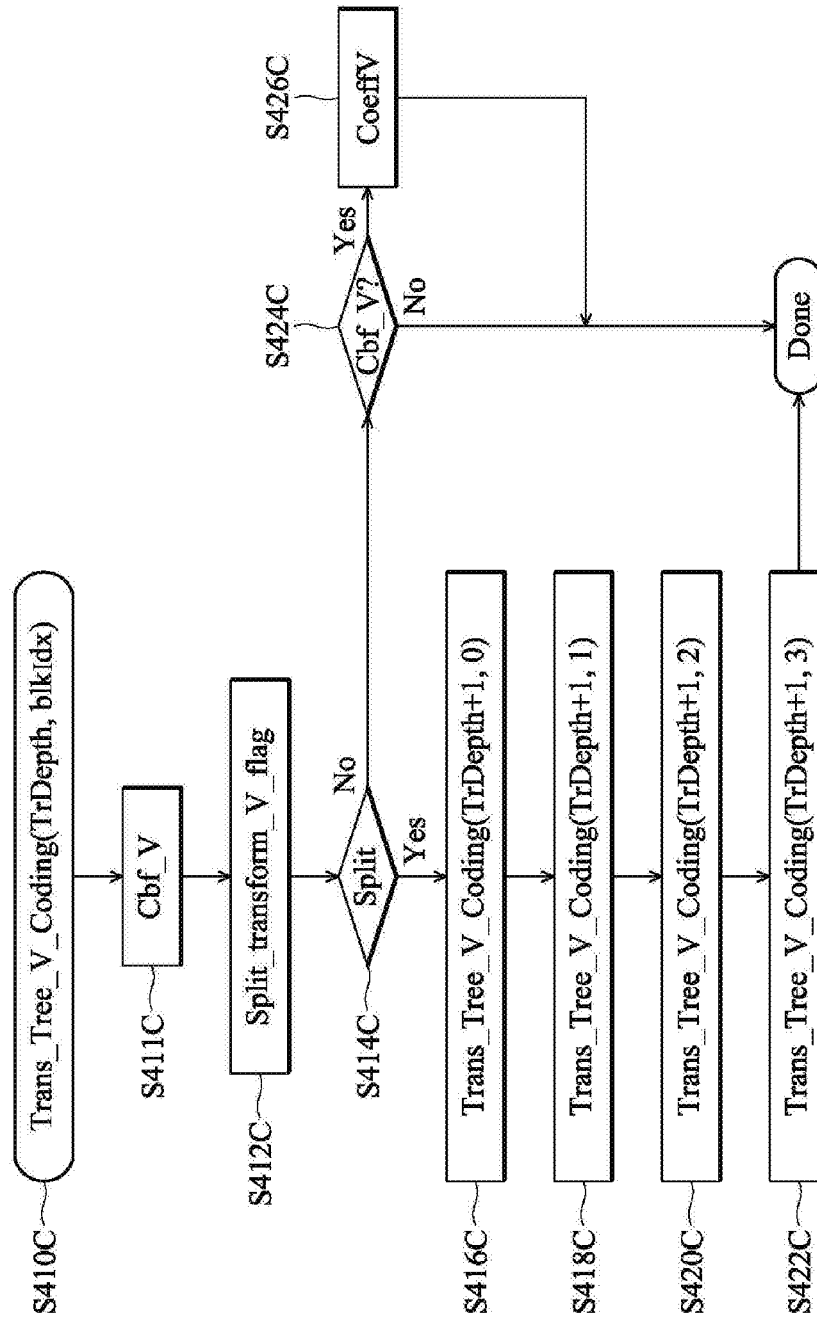 S410C
Trans_Tree_V_Coding(TrDepth, blkIdx)
S411C
Cbf_V
S412C
Split_transform_V_flag
S414C
Split
No
Yes
S424C
Cbf_V?
Yes
No
S426C
CoeffV
S416C
Trans_Tree_V_Coding(TrDepth+1, 0)
S418C
Trans_Tree_V_Coding(TrDepth+1, 1)
S420C
Trans_Tree_V_Coding(TrDepth+1, 2)
S422C
Trans_Tree_V_Coding(TrDepth+1, 3)
Done